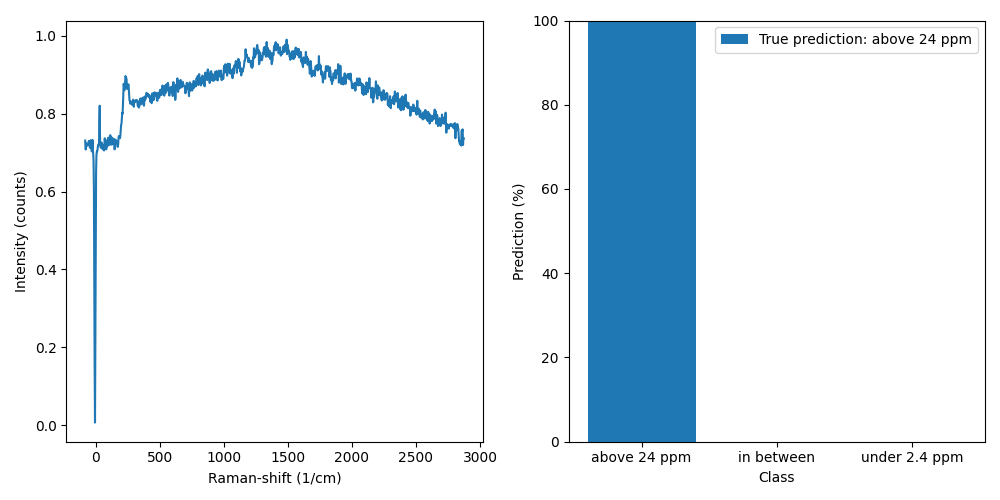 1.0
0.8
0.6
0.4
0.2
0.0
Intensity (counts)
0 500 1000 1500 2000 2500 3000
Raman-shift (1/cm)
100
80
60
40
20
0
Prediction (%)
True prediction: above 24 ppm
above 24 ppm in between under 2.4 ppm
Class